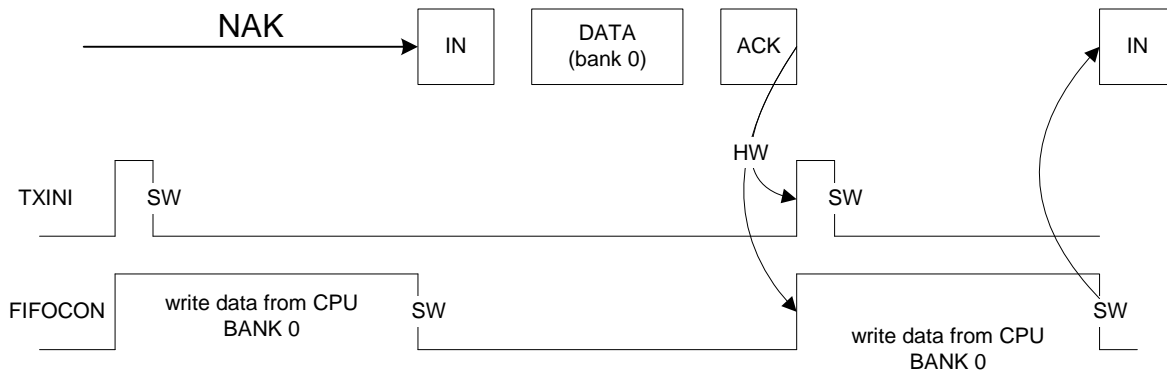 NAK
IN
DATA
(bank 0)
ACK
IN
HW
TXINI
SW
SW
FIFOCON
write data from CPU
BANK 0
SW
write data from CPU
BANK 0
SW